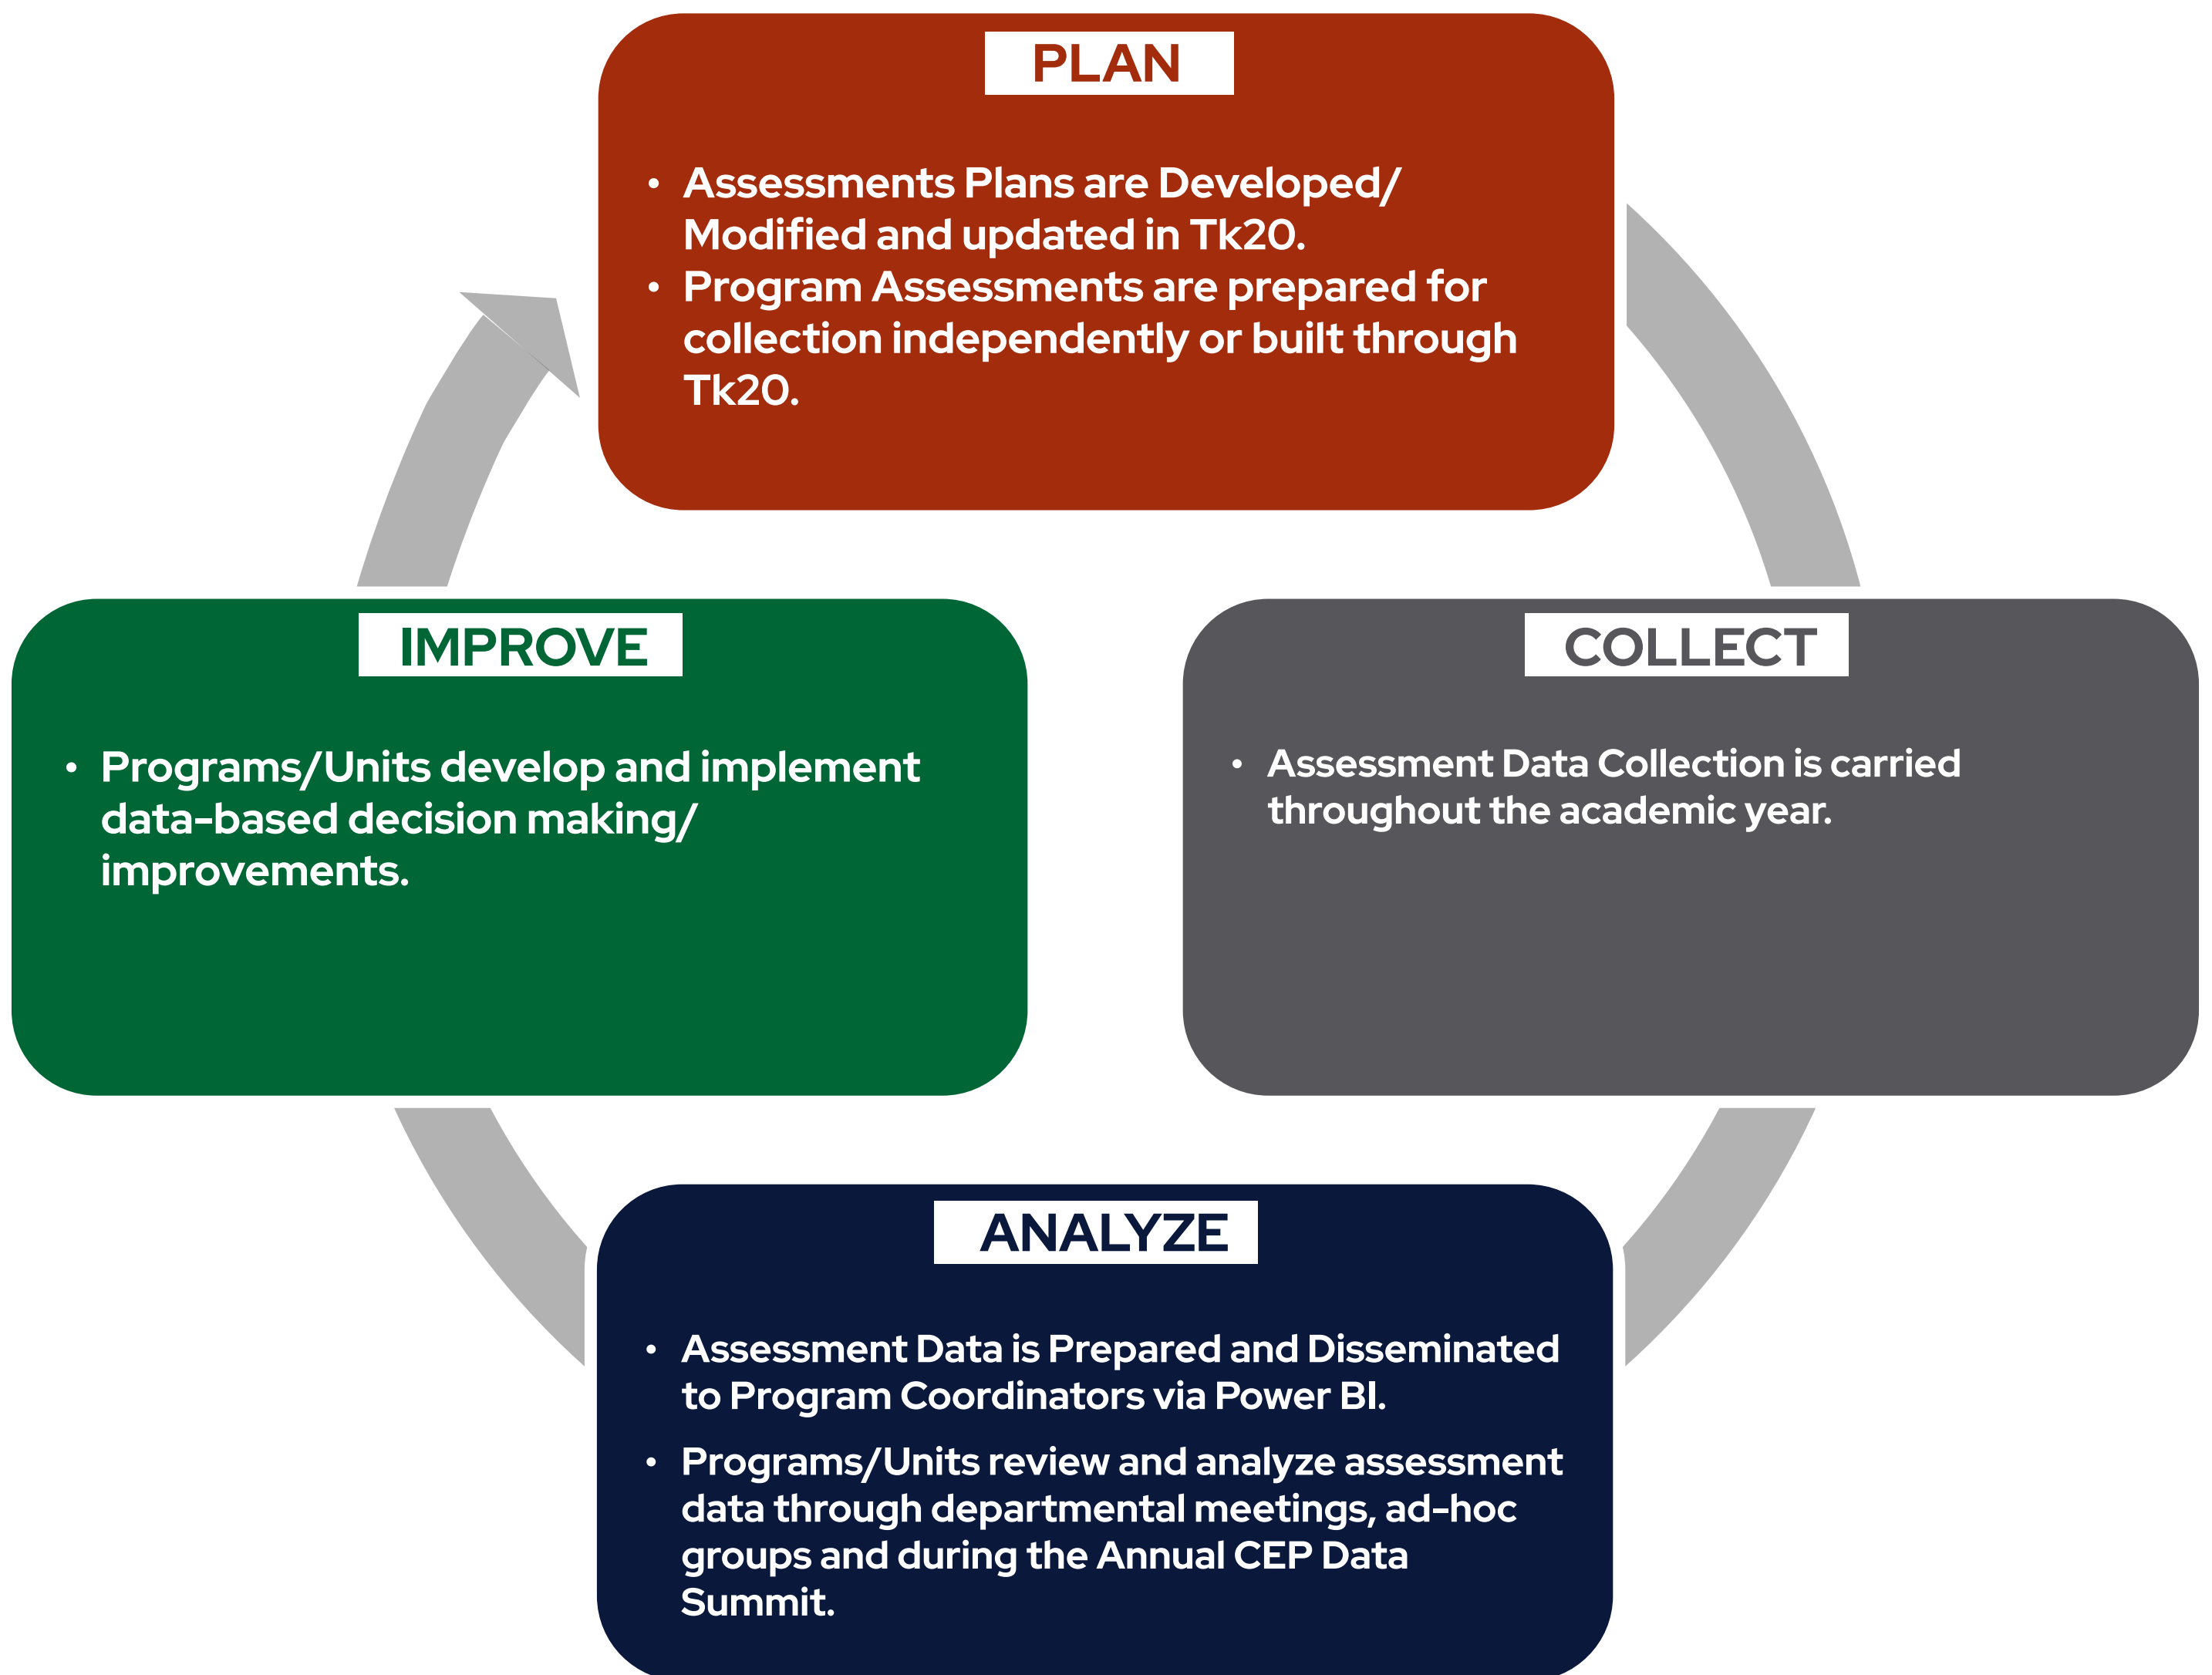 PLAN
• Assessments Plans are Developed/
Modified and updated in Tk20.
• Program Assessments are prepared for
collection independently or built through
Tk20.
IMPROVE
• Programs/Units develop and implement
data-based decision making/
improvements.
COLLECT
• Assessment Data Collection is carried
throughout the academic year.
ANALYZE
• Assessment Data is Prepared and Disseminated
to Program Coordinators via Power BI.
• Programs/Units review and analyze assessment
data through departmental meetings, ad-hoc
groups and during the Annual CEP Data
Summit.